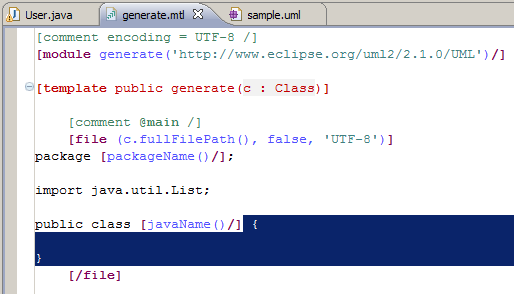 User.java generate.mtl sample.uml
[comment encoding = UTF-8 /]
[module generate('http://www.eclipse.org/uml2/2.1.0/UML')/]
[template public generate(c : Class)]
[comment @main /]
[file (c.fullFilePath(), false, 'UTF-8')]
package [packageName()/];
import java.util.List;
public class [javaName()/] {
}
[/file]